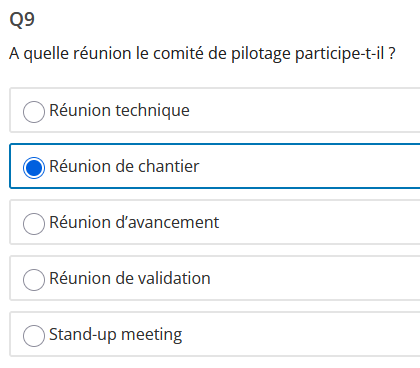 Q9
A quelle réunion le comité de pilotage participe-t-il ?
Réunion technique
Réunion de chantier
Réunion d’avancement
Réunion de validation
Stand-up meeting